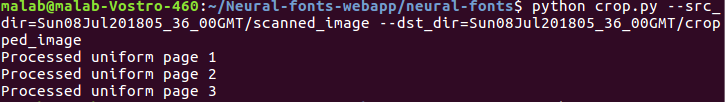 malab@malab-Vostro-460:~/Neural-fonts-webapp/neural-fonts$ python crop.py --src_
dir=Sun08Jul201805_36_00GMT/scanned_image --dst_dir=Sun08Jul201805_36_00GMT/crop
ped_image
Processed uniform page 1
Processed uniform page 2
Processed uniform page 3